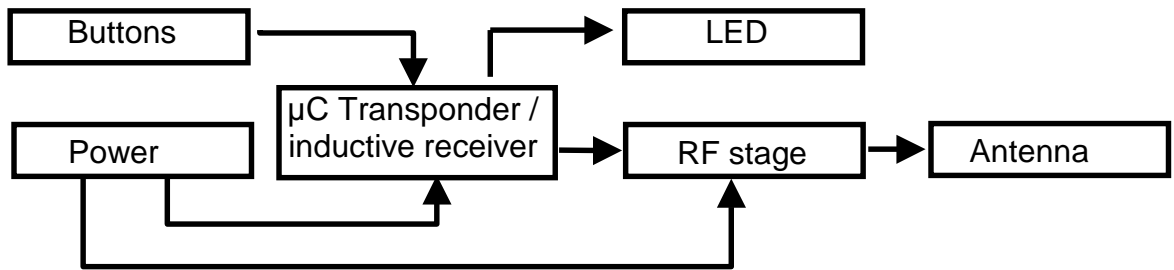 Buttons
LED
µC Transponder /
inductive receiver
Power
RF stage
Antenna